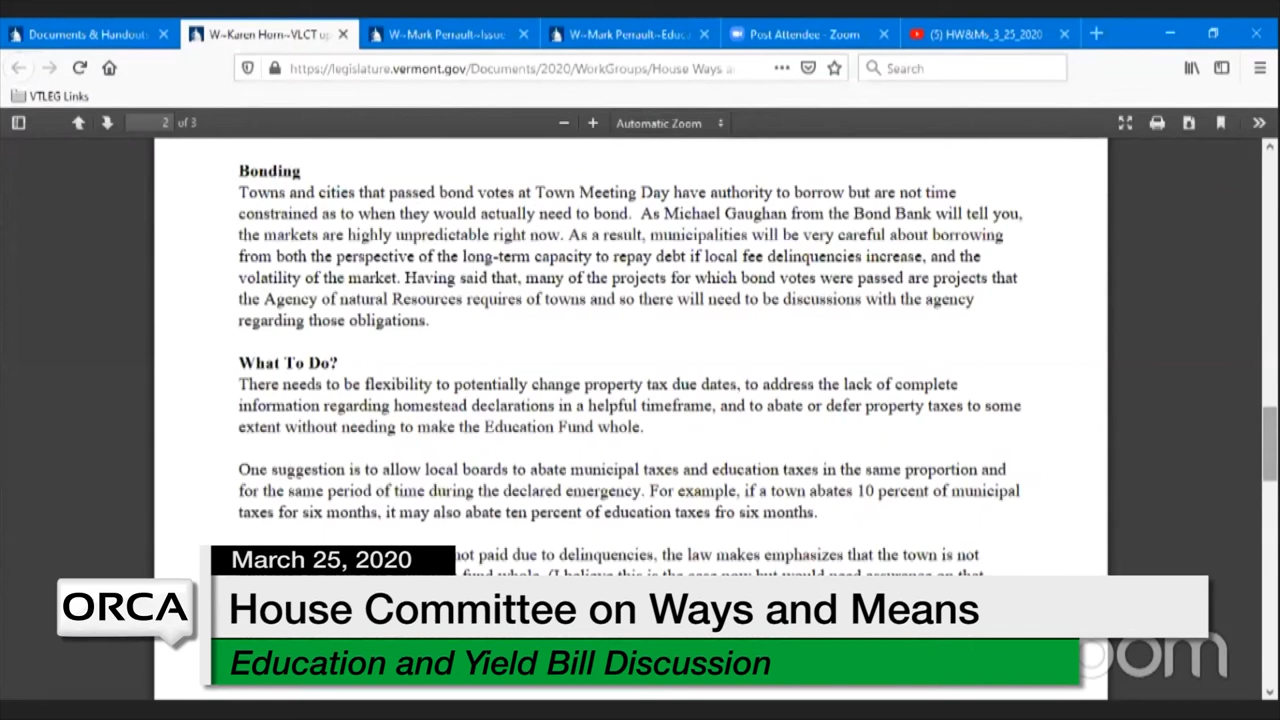 Documents & Handouts
W~Karen Horn~VLCT up
W~Mark Perrault~Issue
W~Mark Perrault~Educa
Post Attendee - Zoom
(5) HW&Ms_3_25_2020
https://legislature.vermont.gov/Documents/2020/WorkGroups/House Ways a
Search
VTLEG Links
2 of 3
Automatic Zoom
Bonding
Towns and cities that passed bond votes at Town Meeting Day have authority to borrow but are not time
constrained as to when they would actually need to bond. As Michael Gaughan from the Bond Bank will tell you,
the markets are highly unpredictable right now. As a result, municipalities will be very careful about borrowing
from both the perspective of the long-term capacity to repay debt if local fee delinquencies increase, and the
volatility of the market. Having said that, many of the projects for which bond votes were passed are projects that
the Agency of natural Resources requires of towns and so there will need to be discussions with the agency
regarding those obligations.
What To Do?
There needs to be flexibility to potentially change property tax due dates, to address the lack of complete
information regarding homestead declarations in a helpful timeframe, and to abate or defer property taxes to some
extent without needing to make the Education Fund whole.
One suggestion is to allow local boards to abate municipal taxes and education taxes in the same proportion and
for the same period of time during the declared emergency. For example, if a town abates 10 percent of municipal
taxes for six months, it may also abate ten percent of education taxes fro six months.
not paid due to delinquencies, the law makes emphasizes that the town is not
March 25, 2020
ORCA
House Committee on Ways and Means
Education and Yield Bill Discussion
oom